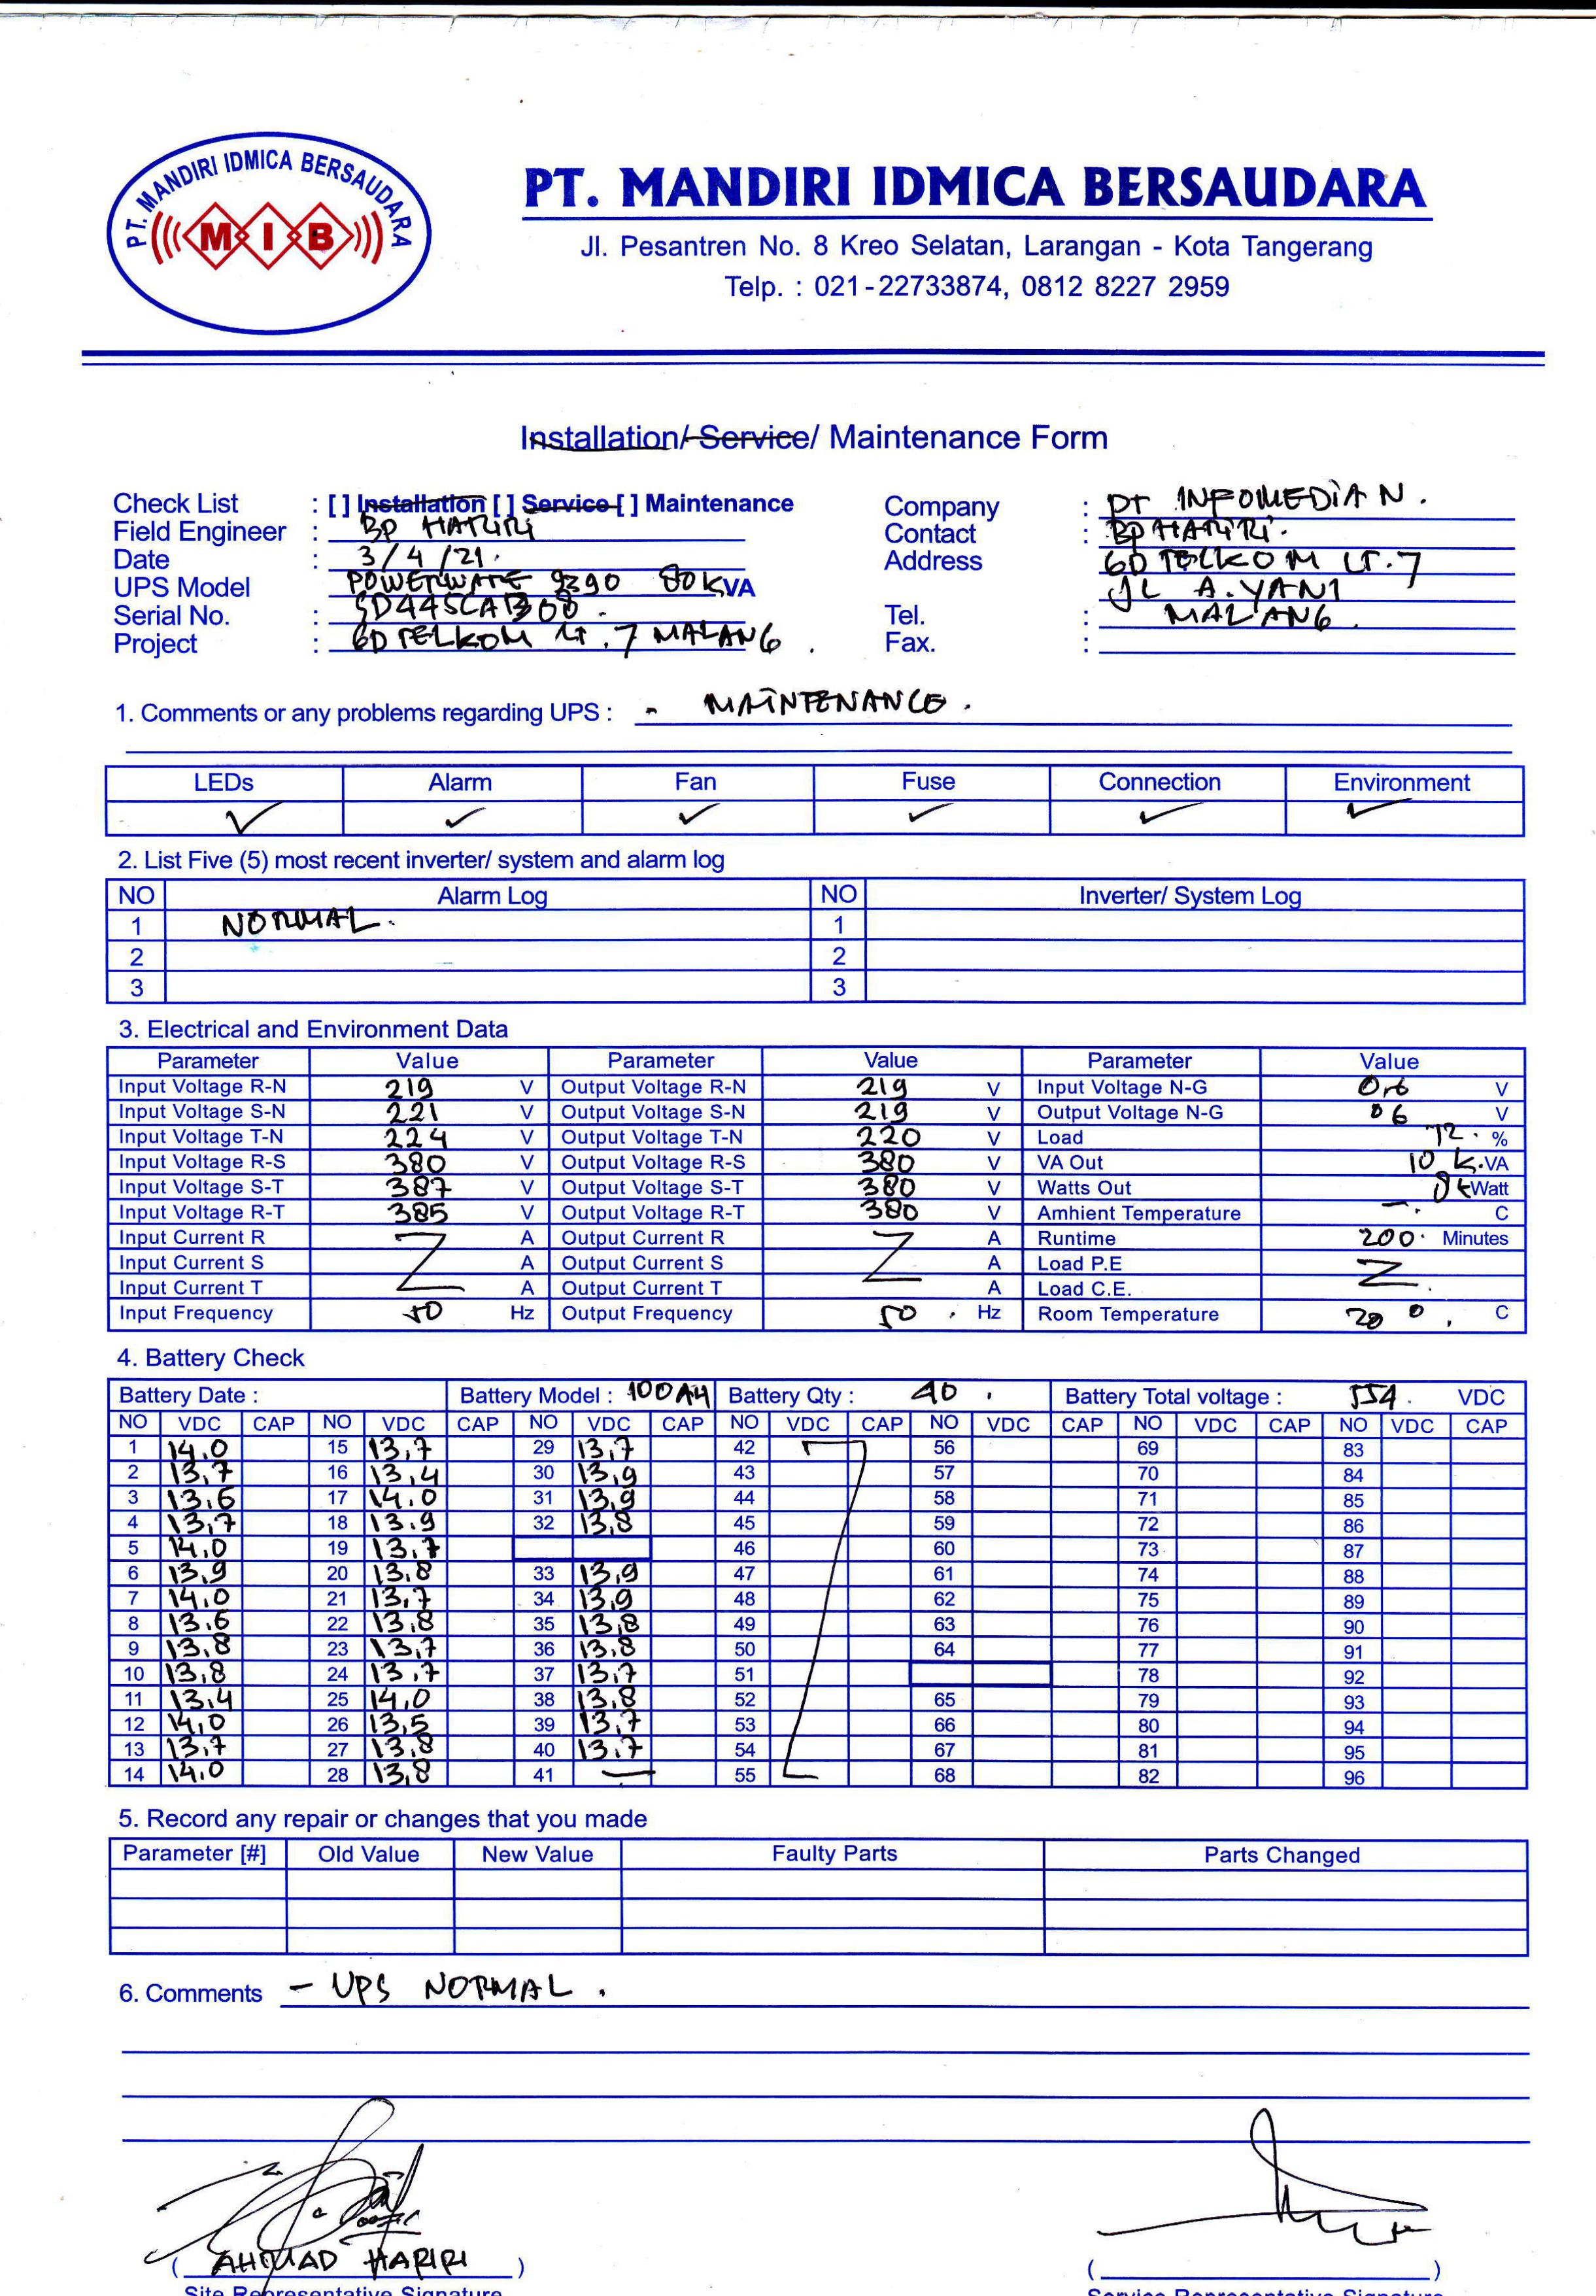 PT. MANDIRI IDMICA BERSAUDARA
M I B
PT. MANDIRI IDMICA BERSAUDARA
Jl. Pesantren No. 8 Kreo Selatan, Larangan - Kota Tangerang
Telp. : 021-22733874, 0812 8227 2959
Installation/ Service/ Maintenance Form
Check List : [ ] Installation [ ] Service [ ] Maintenance
Field Engineer : BP HARIRI
Date : 3/4/21.
UPS Model POWERWARE 9390 80KVA
Serial No. :
Project : GD TELKOM LT.7 MALANG.
Company : PT INFOMEDIA N.
Contact : BP HARIRI.
Address GD TELKOM LT.7
JL A.YANI
Tel. : MALANG.
Fax. :
1. Comments or any problems regarding UPS : - MAINTENANCE.
LEDs Alarm Fan Fuse Connection Environment
✓ ✓ ✓ ✓ ✓ ✓
2. List Five (5) most recent inverter/ system and alarm log
NO Alarm Log NO Inverter/ System Log
1 NORMAL. 1
2 2
3 3
3. Electrical and Environment Data
Parameter Value Parameter Value Parameter Value
Input Voltage R-N 219 V Output Voltage R-N 219 V Input Voltage N-G V
Input Voltage S-N 221 V Output Voltage S-N 219 V Output Voltage N-G 06 V
Input Voltage T-N 224 V Output Voltage T-N 220 V Load 12. %
Input Voltage R-S 380 V Output Voltage R-S 380 V VA Out 10 K.VA
Input Voltage S-T 387 V Output Voltage S-T 380 V Watts Out Watt
Input Voltage R-T 385 V Output Voltage R-T 380 V Amhient Temperature -. C
Input Current R A Output Current R A Runtime 200. Minutes
Input Current S A Output Current S A Load P.E
Input Current T A Output Current T A Load C.E.
Input Frequency 50 Hz Output Frequency 50. Hz Room Temperature 20 °. C
4. Battery Check
Battery Date : Battery Model : 100AH Battery Qty : 40. Battery Total voltage : 554. VDC
NO VDC CAP NO VDC CAP NO VDC CAP NO VDC CAP NO VDC CAP NO VDC CAP NO VDC CAP
1 14,0 15 13,7 29 13,7 42 56 69 83
2 13,7 16 13,4 30 13,9 43 57 70 84
3 13,6 17 14,0 31 13,9 44 58 71 85
4 13,7 18 13.9 32 13,8 45 59 72 86
5 14,0 19 13,7 46 60 73 87
6 13,9 20 13,8 33 13,9 47 61 74 88
7 14,0 21 13,7 34 13,9 48 62 75 89
8 13,6 22 13,8 35 13,8 49 63 76 90
9 13,8 23 13,7 36 13,8 50 64 77 91
10 13,8 24 13,7 37 13,7 51 78 92
11 13,4 25 14,0 38 13,8 52 65 79 93
12 14,0 26 13,5 39 13,7 53 66 80 94
13 13,7 27 13,8 40 13,7 54 67 81 95
14 14,0 28 13,8 41 — 55 68 82 96
5. Record any repair or changes that you made
Parameter [#] Old Value New Value Faulty Parts Parts Changed
6. Comments - UPS NORMAL.
( AHMAD HARIRI ) ( )
Site Representative Signature Service Representative Signature